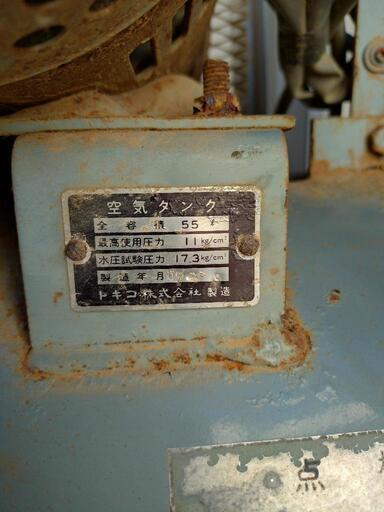 空気タンク
全容積 55 ℓ
最高使用圧力 11 kg/cm²
水圧試験圧力 17.3 kg/cm²
製造年月
トキコ株式会社製造
点